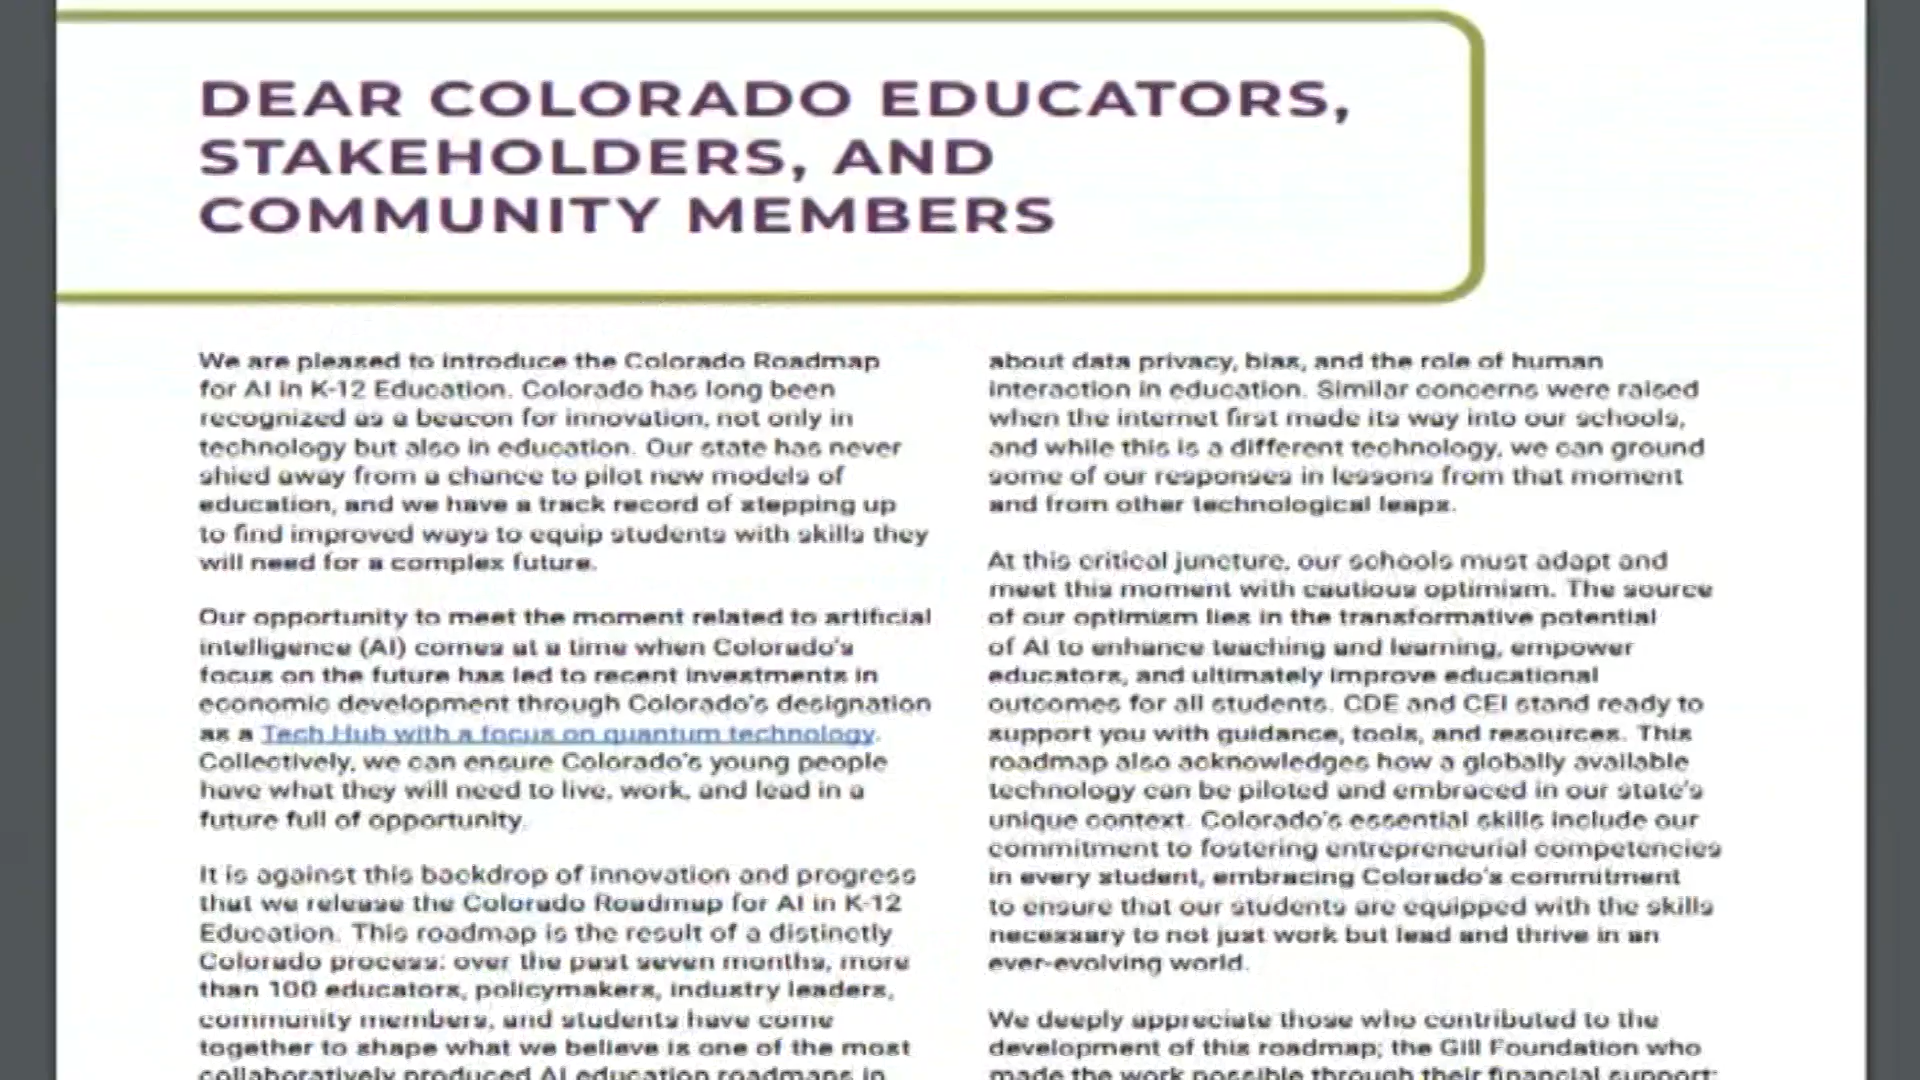 DEAR COLORADO EDUCATORS,
STAKEHOLDERS, AND
COMMUNITY MEMBERS
We are pleased to introduce the Colorado Roadmap
for AI in K-12 Education. Colorado has long been
recognized as a beacon for innovation, not only in
technology but also in education. Our state has never
shied away from a chance to pilot new models of
education, and we have a track record of stepping up
to find improved ways to equip students with skills they
will need for a complex future.
Our opportunity to meet the moment related to artificial
intelligence (AI) comes at a time when Colorado's
focus on the future has led to recent investments in
economic development through Colorado's designation
as a Tech Hub with a focus on quantum technology.
Collectively, we can ensure Colorado's young people
have what they will need to live, work, and lead in a
future full of opportunity.
It is against this backdrop of innovation and progress
that we release the Colorado Roadmap for AI in K-12
Education. This roadmap is the result of a distinctly
Colorado process: over the past seven months, more
than 100 educators, policymakers, industry leaders,
community members, and students have come
together to shape what we believe is one of the most
collaboratively produced AI education roadmaps in
about data privacy, bias, and the role of human
interaction in education. Similar concerns were raised
when the internet first made its way into our schools,
and while this is a different technology, we can ground
some of our responses in lessons from that moment
and from other technological leaps.
At this critical juncture, our schools must adapt and
meet this moment with cautious optimism. The source
of our optimism lies in the transformative potential
of AI to enhance teaching and learning, empower
educators, and ultimately improve educational
outcomes for all students. CDE and CEI stand ready to
support you with guidance, tools, and resources. This
roadmap also acknowledges how a globally available
technology can be piloted and embraced in our state's
unique context. Colorado's essential skills include our
commitment to fostering entrepreneurial competencies
in every student, embracing Colorado's commitment
to ensure that our students are equipped with the skills
necessary to not just work but lead and thrive in an
ever-evolving world.
We deeply appreciate those who contributed to the
development of this roadmap; the Gill Foundation who
made the work possible through their financial support;